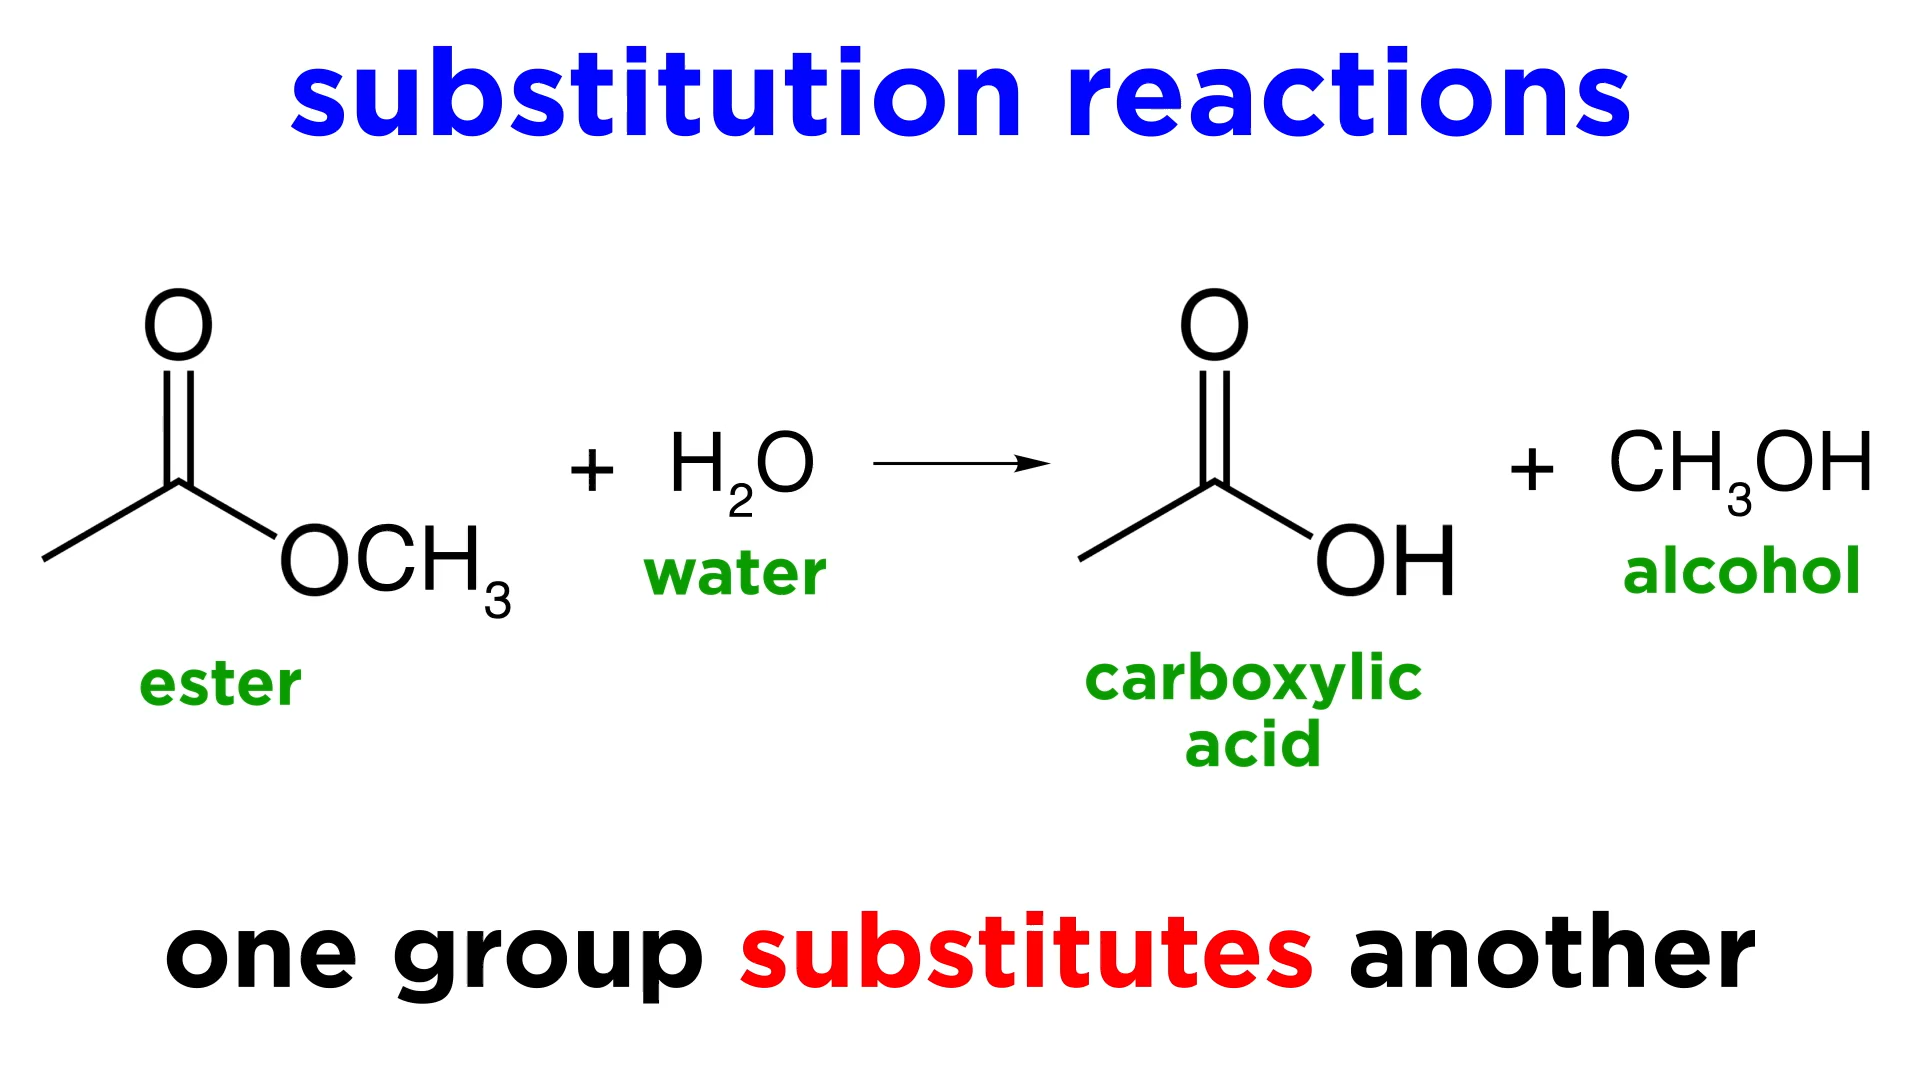 substitution reactions
O
OCH₃
ester
+ H₂O
water
O
OH
carboxylic
acid
+ CH₃OH
alcohol
one group substitutes another